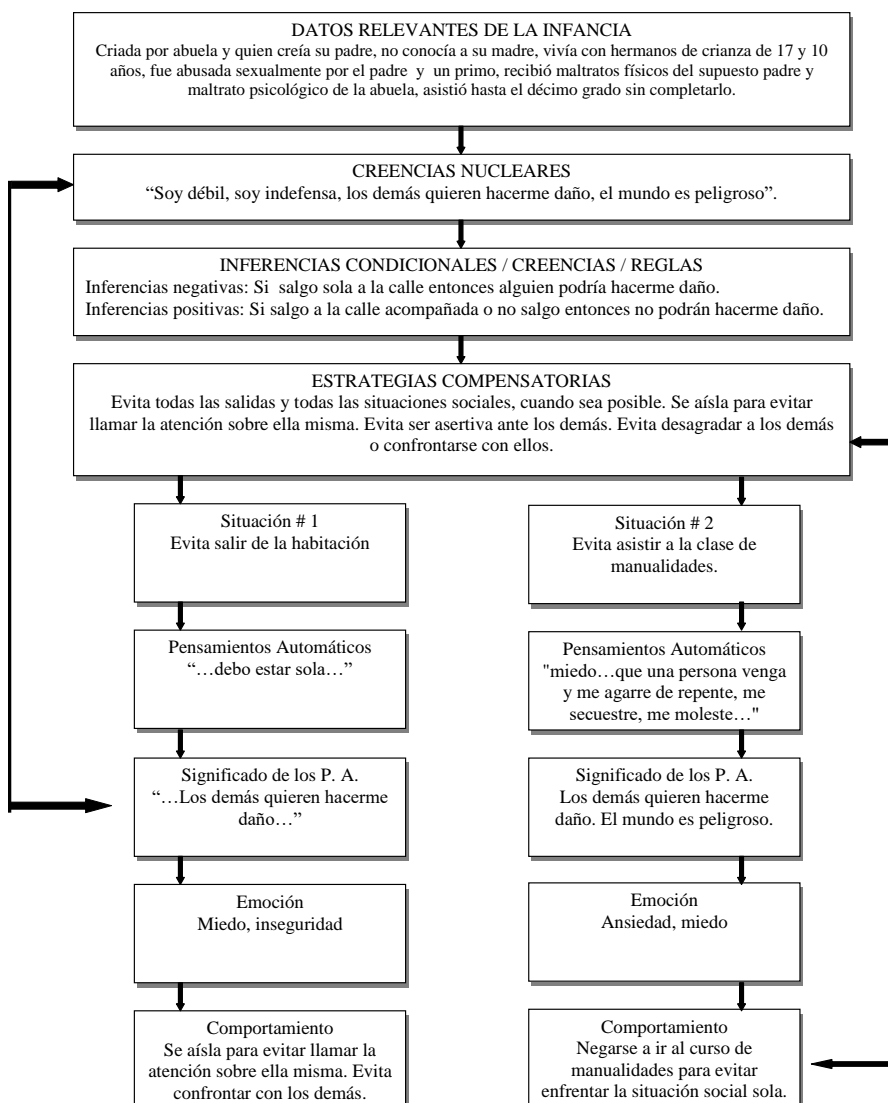 DATOS RELEVANTES DE LA INFANCIA
Criada por abuela y quien creía su padre, no conocía a su madre, vivía con hermanos de crianza de 17 y 10
años, fue abusada sexualmente por el padre y un primo, recibió maltratos físicos del supuesto padre y
maltrato psicológico de la abuela, asistió hasta el décimo grado sin completarlo.
CREENCIAS NUCLEARES
“Soy débil, soy indefensa, los demás quieren hacerme daño, el mundo es peligroso”.
INFERENCIAS CONDICIONALES / CREENCIAS / REGLAS
Inferencias negativas: Si salgo sola a la calle entonces alguien podría hacerme daño.
Inferencias positivas: Si salgo a la calle acompañada o no salgo entonces no podrán hacerme daño.
ESTRATEGIAS COMPENSATORIAS
Evita todas las salidas y todas las situaciones sociales, cuando sea posible. Se aísla para evitar
llamar la atención sobre ella misma. Evita ser asertiva ante los demás. Evita desagradar a los demás
o confrontarse con ellos.
Situación # 1
Evita salir de la habitación
Pensamientos Automáticos
“…debo estar sola…”
Significado de los P. A.
“…Los demás quieren hacerme
daño…”
Emoción
Miedo, inseguridad
Comportamiento
Se aísla para evitar llamar la
atención sobre ella misma. Evita
confrontar con los demás.
Situación # 2
Evita asistir a la clase de
manualidades.
Pensamientos Automáticos
"miedo…que una persona venga
y me agarre de repente, me
secuestre, me moleste…"
Significado de los P. A.
Los demás quieren hacerme
daño. El mundo es peligroso.
Emoción
Ansiedad, miedo
Comportamiento
Negarse a ir al curso de
manualidades para evitar
enfrentar la situación social sola.